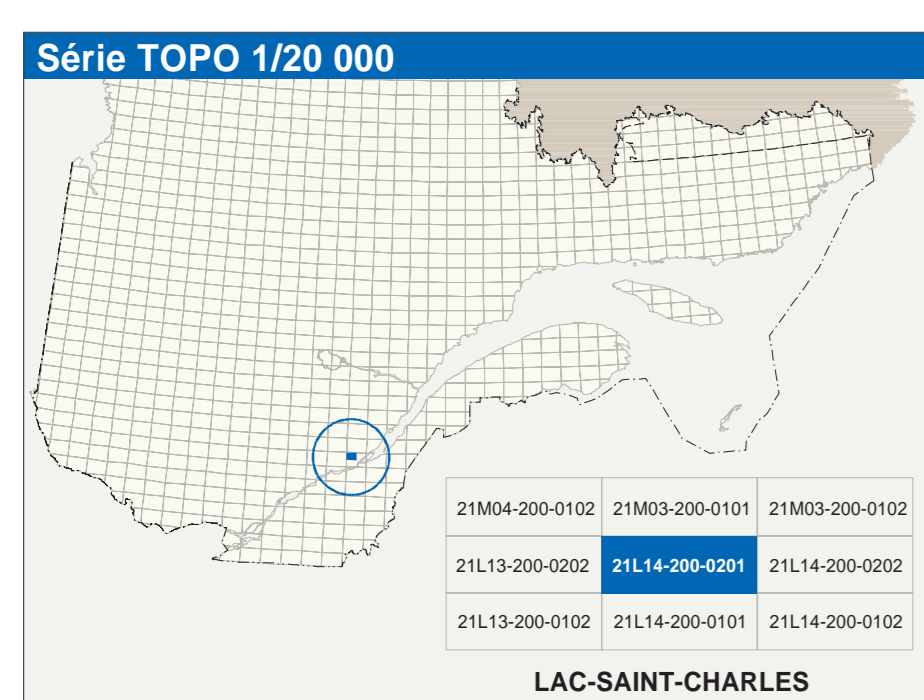 Série TOPO 1/20 000
21M04-200-0102 21M03-200-0101 21M03-200-0102
21L13-200-0202 21L14-200-0201 21L14-200-0202
21L13-200-0102 21L14-200-0101 21L14-200-0102
LAC-SAINT-CHARLES